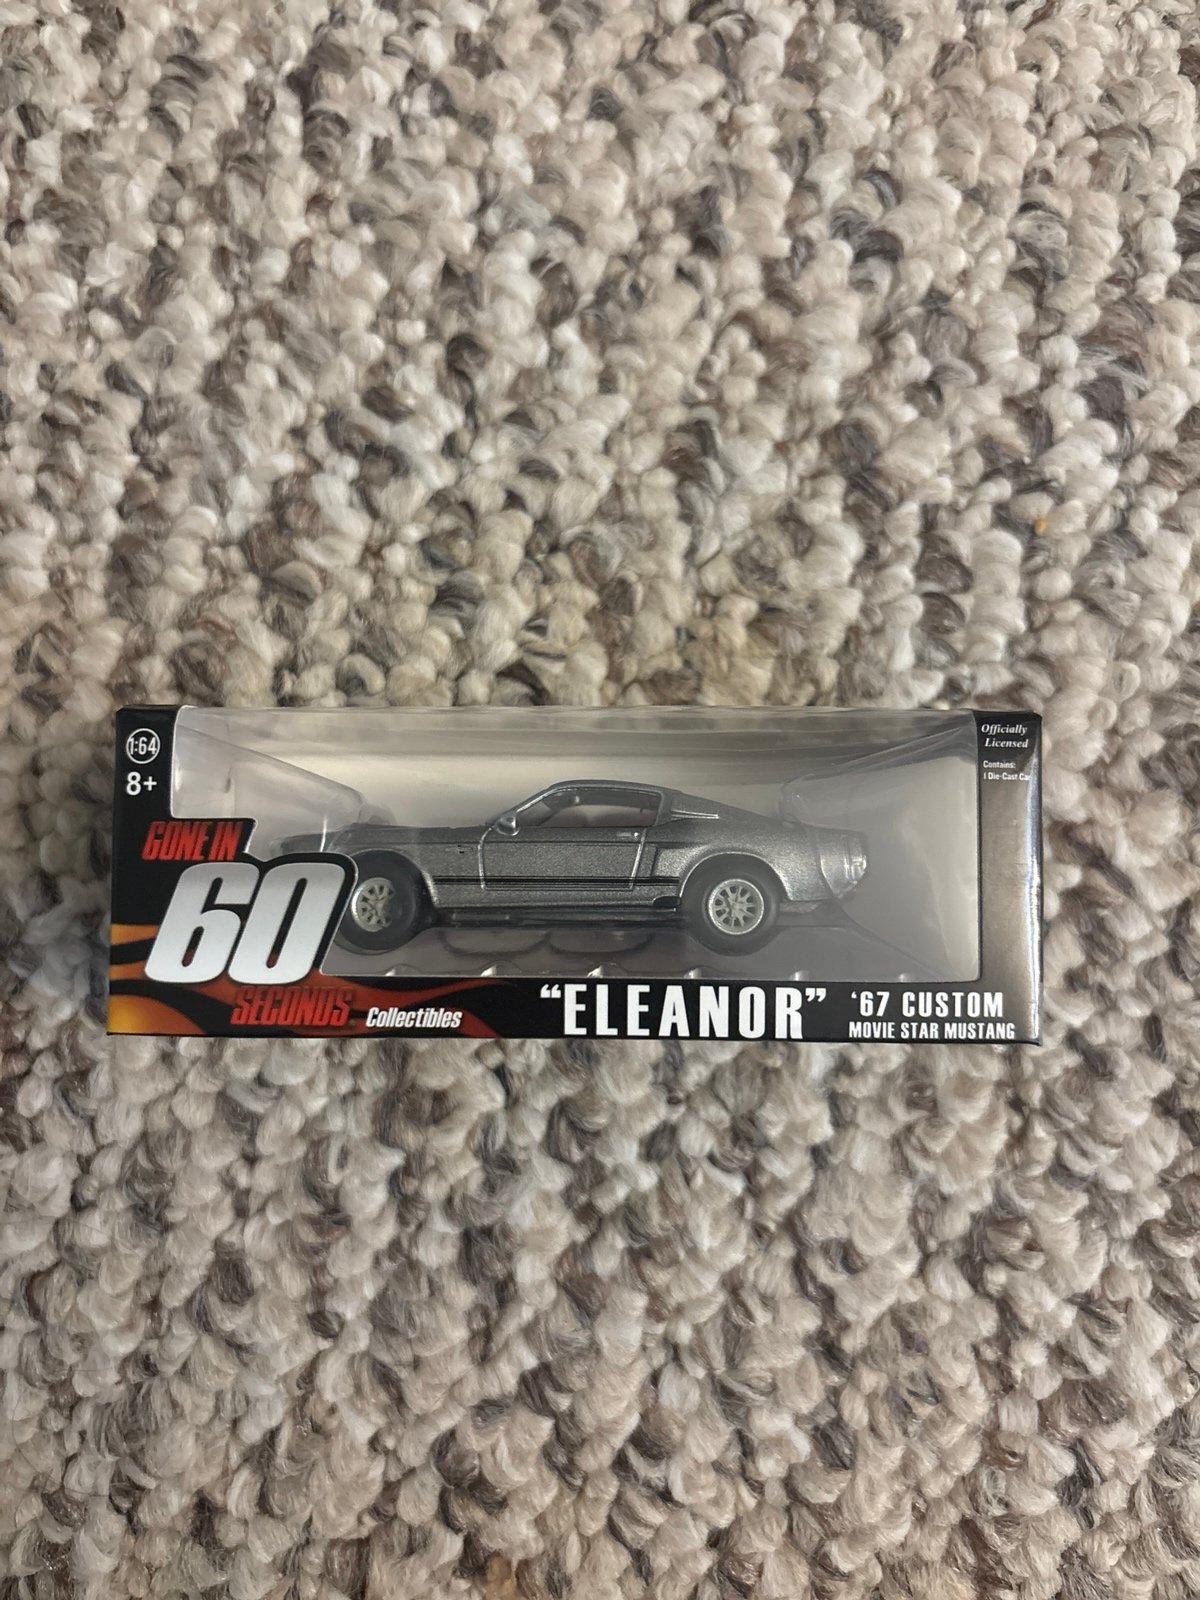 1:64
8+
GONE IN
60
SECONDS Collectibles
"ELEANOR"
'67 CUSTOM
MOVIE STAR MUSTANG
Officially
Licensed
Contains:
1 Die-Cast Car